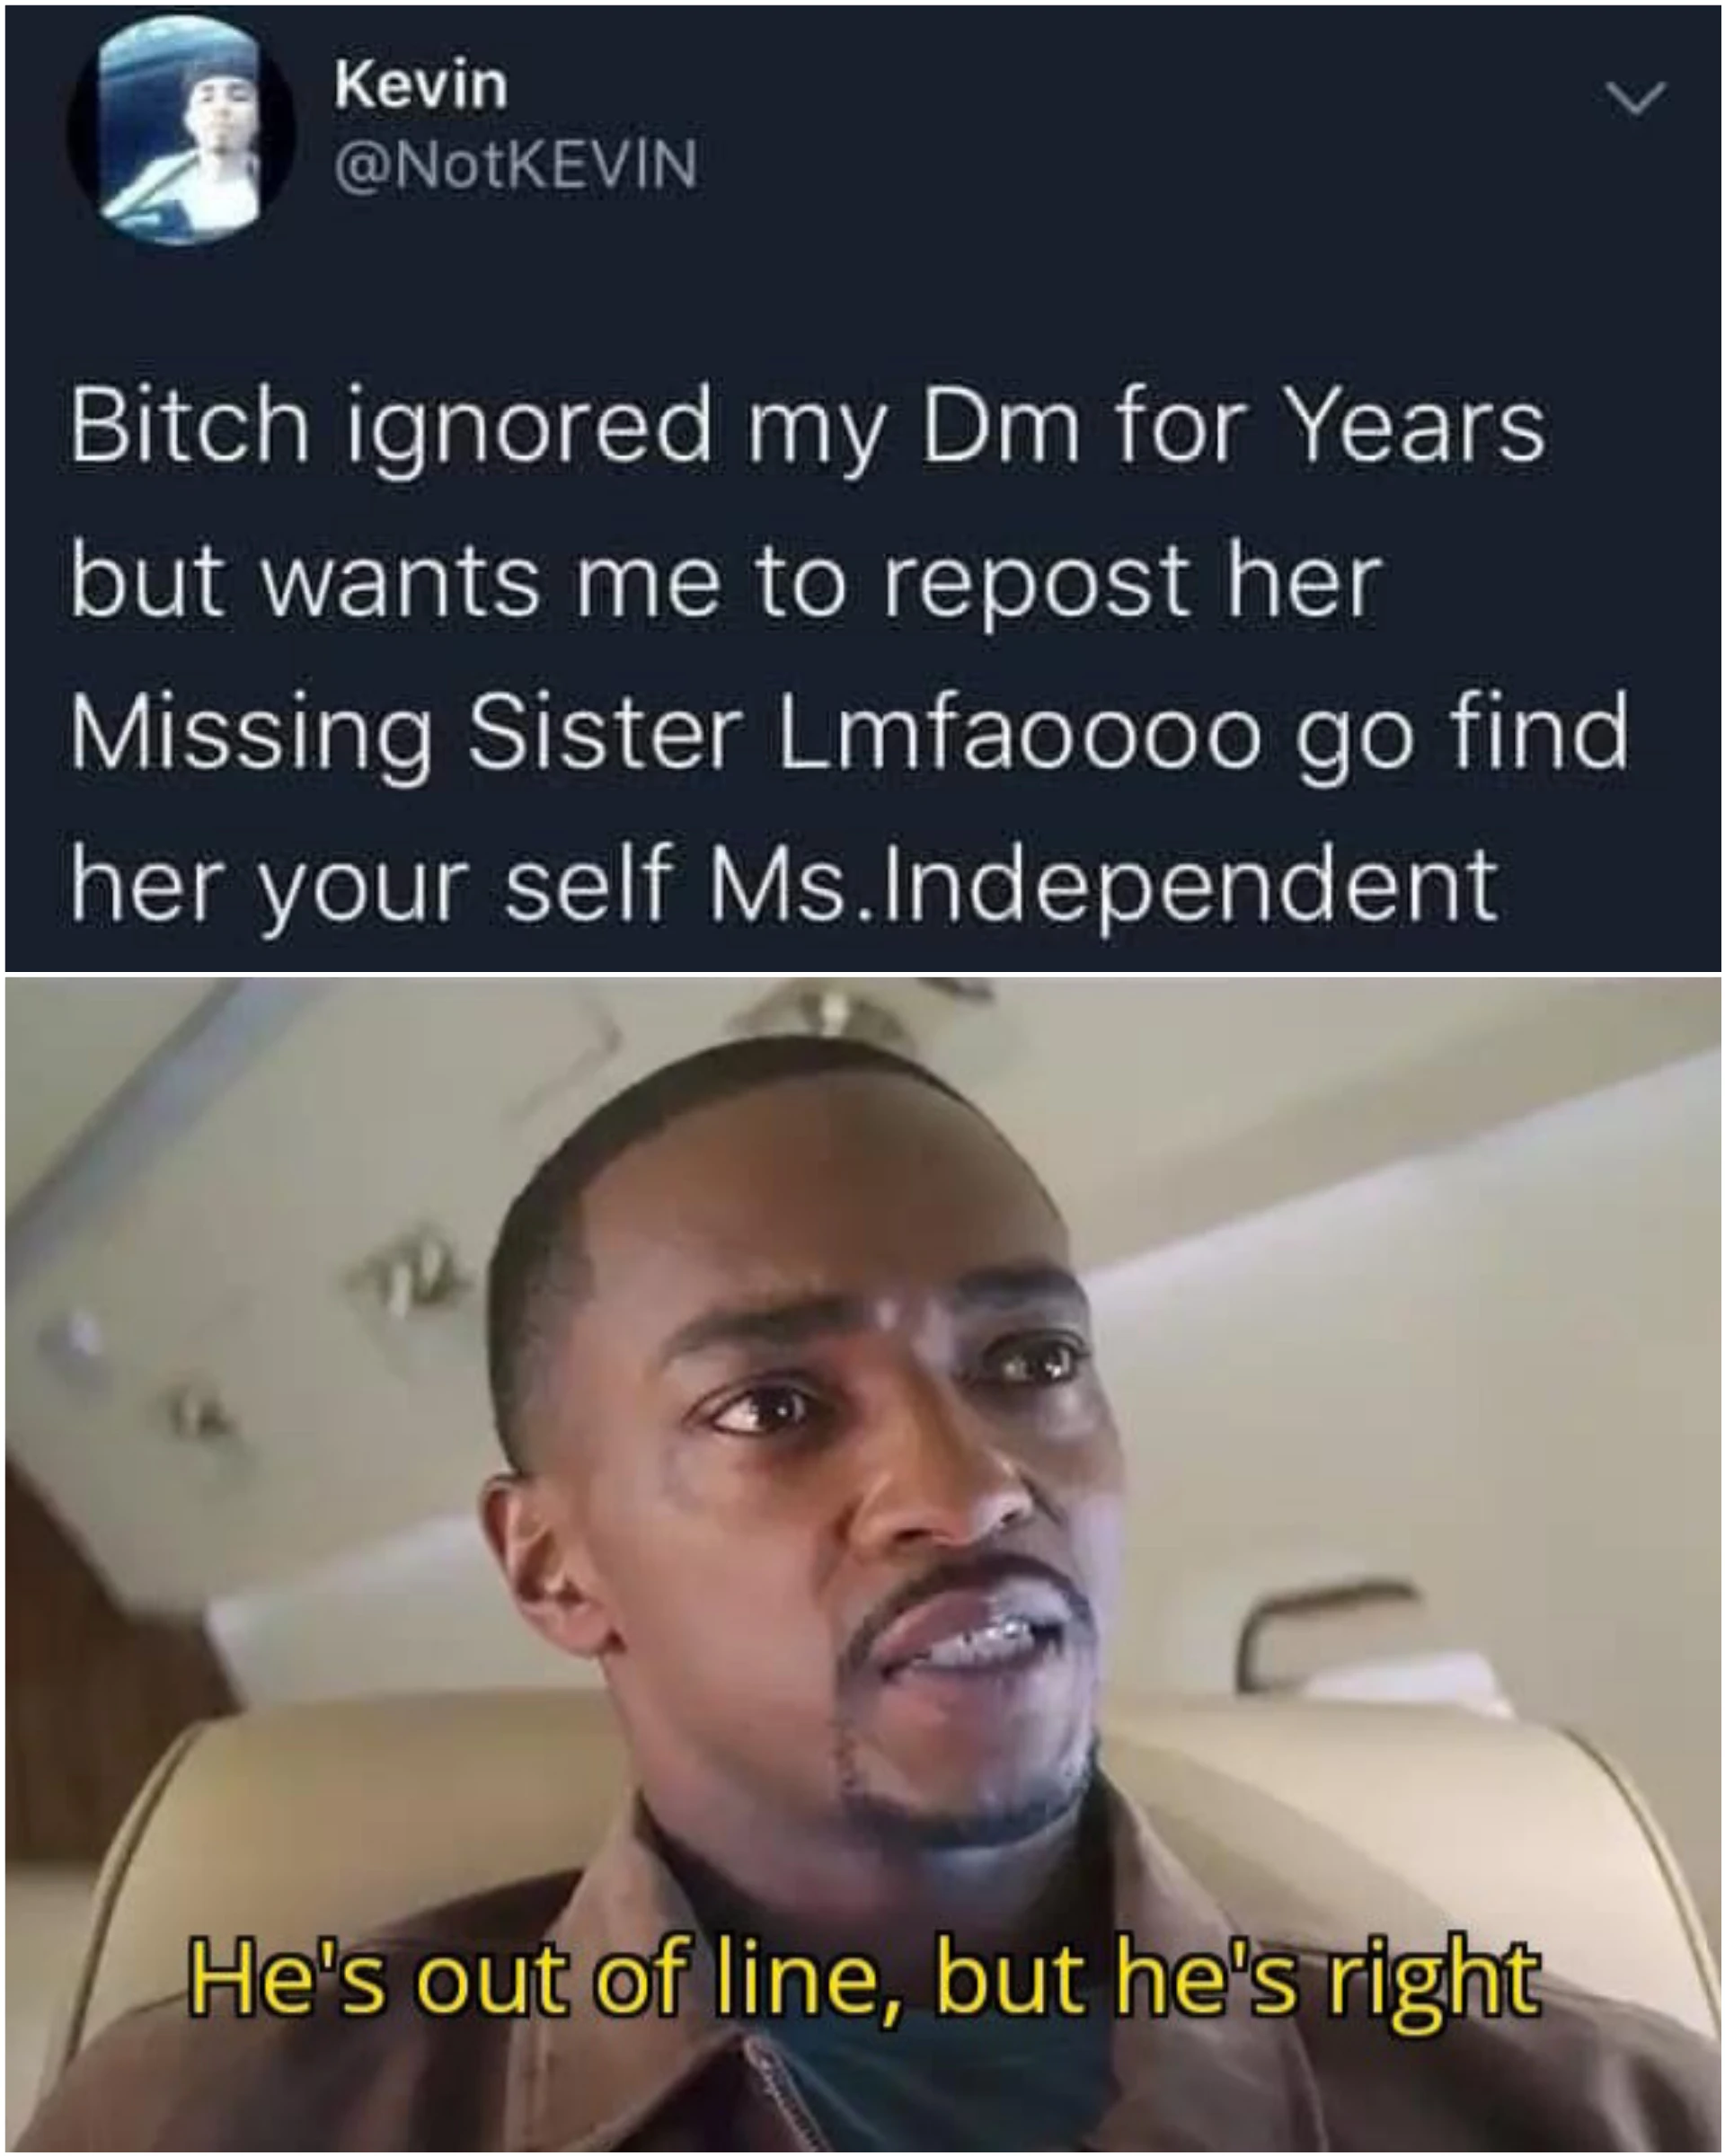 Kevin
@NotKEVIN
Bitch ignored my Dm for Years
but wants me to repost her
Missing Sister Lmfaoooo go find
her your self Ms.Independent
He's out of line, but he's right